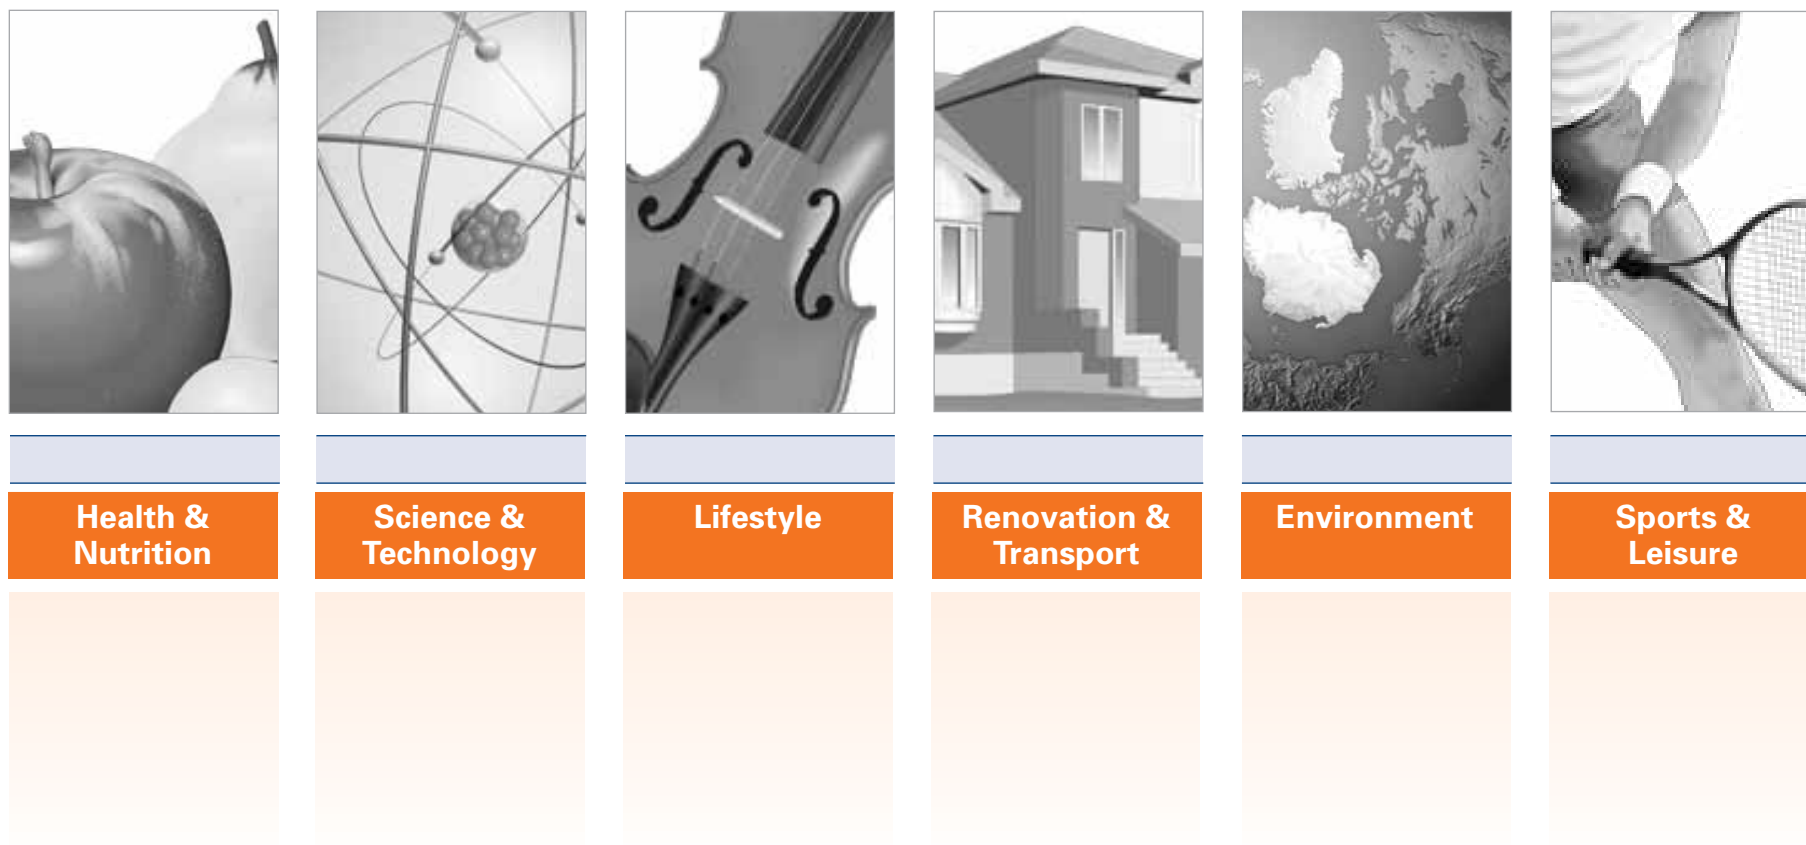 Health &
Nutrition
Science &
Technology
Lifestyle
Renovation &
Transport
Environment
Sports &
Leisure